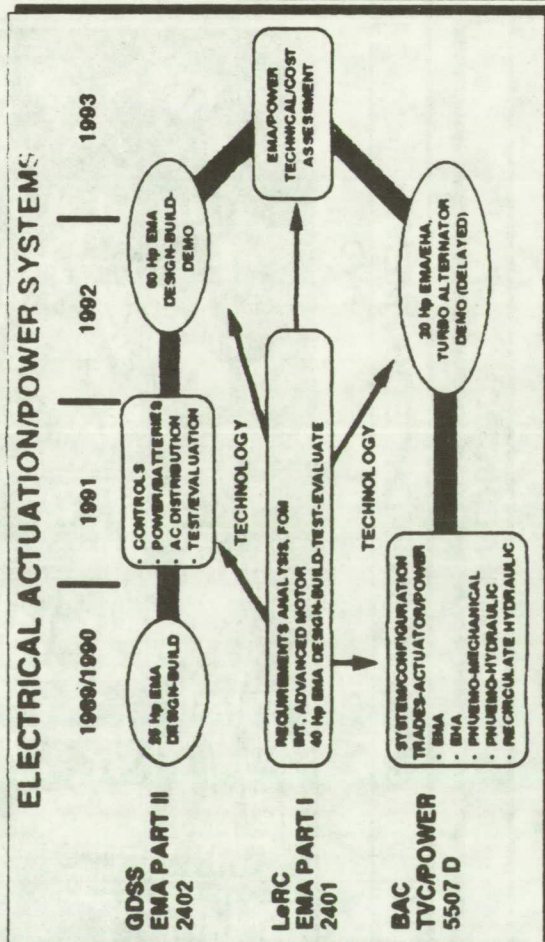 ELECTRICAL ACTUATION/POWER SYSTEMS
1989/1990
1991
1992
1993
GDSS
EMA PART II
2402
25 Hp EMA
DESIGN-BUILD
· CONTROLS
· POWER/BATTERIES
· AC DISTRIBUTION
· TEST/EVALUATION
60 Hp EMA
DESIGN-BUILD-
DEMO
TECHNOLOGY
LeRC
EMA PART I
2401
REQUIREMENTS ANALYSIS, FOM
INT. ADVANCED MOTOR
40 Hp EMA DESIGN-BUILD-TEST-EVALUATE
EMA/POWER
TECHNICAL/COST
ASSESSMENT
TECHNOLOGY
BAC
TVC/POWER
5507 D
SYSTEM/CONFIGURATION
TRADES-ACTUATOR/POWER
· EMA
· EHA
· PNUEMO-MECHANICAL
· PNUEMO-HYDRAULIC
· RECIRCULATE HYDRAULIC
30 Hp EMA/EHA,
TURBO ALTERNATOR
DEMO (DELAYED)